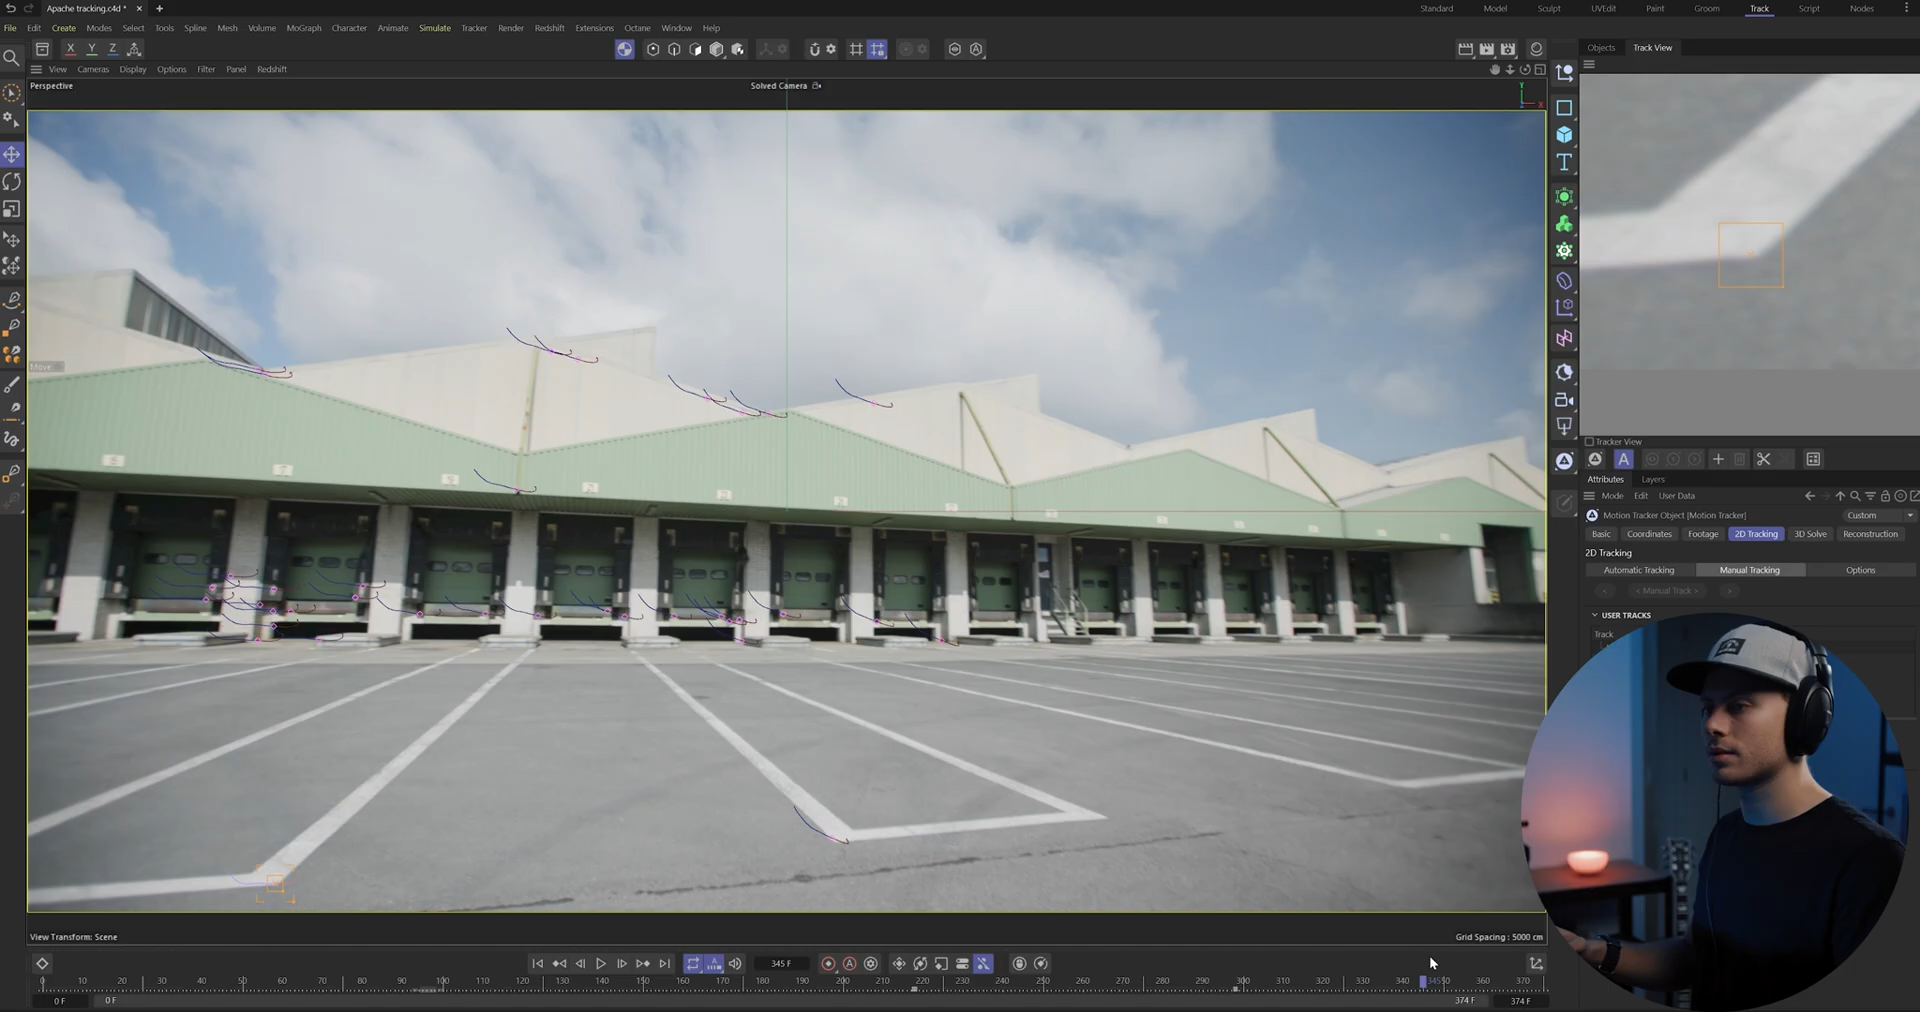 Apache tracking.c4d *
Standard Model Sculpt UVEdit Paint Groom Track Script Nodes
File Edit Create Modes Select Tools Spline Mesh Volume MoGraph Character Animate Simulate Tracker Render Redshift Extensions Octane Window Help
X Y Z
Objects Track View
View Cameras Display Options Filter Panel Redshift
Perspective
Solved Camera
Y
X
Move
Tracker View
Attributes Layers
Mode Edit User Data
Motion Tracker Object [Motion Tracker]
Custom
Basic Coordinates Footage 2D Tracking 3D Solve Reconstruction
2D Tracking
Automatic Tracking Manual Tracking Options
< < Manual Track > >
USER TRACKS
Track
View Transform: Scene
Grid Spacing : 5000 cm
345 F
0 10 20 30 40 50 60 70 80 90 100 110 120 130 140 150 160 170 180 190 200 210 220 230 240 250 260 270 280 290 300 310 320 330 340 345 50 360 370
0 F
0 F
374 F
374 F